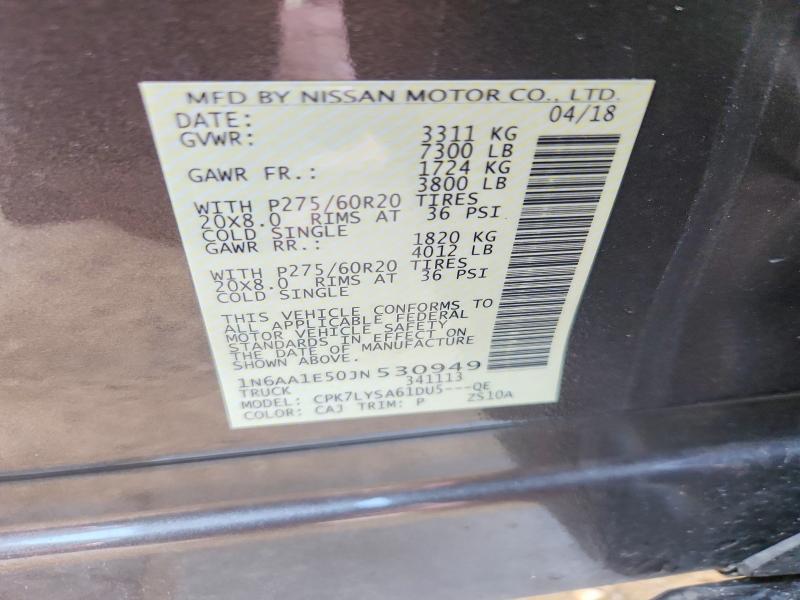 MFD BY NISSAN MOTOR CO., LTD.
DATE: 04/18
GVWR: 3311 KG
7300 LB
GAWR FR.: 1724 KG
3800 LB
WITH P275/60R20 TIRES
20X8.0 RIMS AT 36 PSI
COLD SINGLE
GAWR RR.: 1820 KG
4012 LB
WITH P275/60R20 TIRES
20X8.0 RIMS AT 36 PSI
COLD SINGLE
THIS VEHICLE CONFORMS TO
ALL APPLICABLE FEDERAL
MOTOR VEHICLE SAFETY
STANDARDS IN EFFECT ON
THE DATE OF MANUFACTURE
SHOWN ABOVE.
1N6AA1E50JN530949
TRUCK 341113
MODEL: CPK7LYSA61DU5---QE
COLOR: CAJ TRIM: P ZS10A